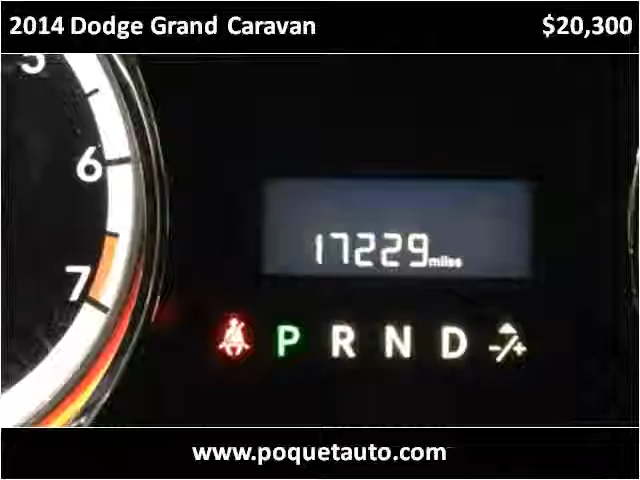 2014 Dodge Grand Caravan $20,300
5
6
7
17229 miles
P R N D -/+
www.poquetauto.com